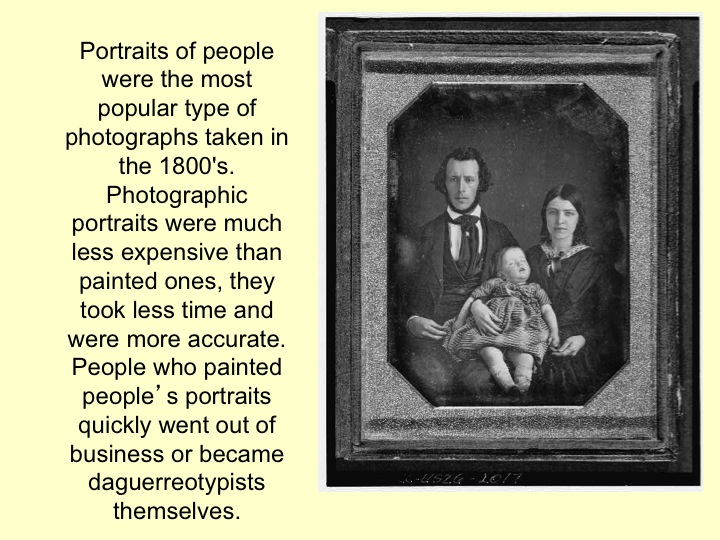 Portraits of people
were the most
popular type of
photographs taken in
the 1800's.
Photographic
portraits were much
less expensive than
painted ones, they
took less time and
were more accurate.
People who painted
people’s portraits
quickly went out of
business or became
daguerreotypists
themselves.